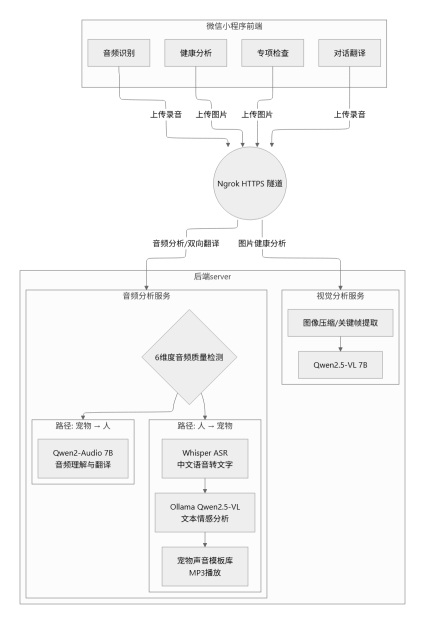 微信小程序前端
音频识别
健康分析
专项检查
对话翻译
上传录音
上传图片
上传图片
上传录音
Ngrok HTTPS 隧道
音频分析/双向翻译
图片健康分析
后端server
音频分析服务
视觉分析服务
6维度音频质量检测
图像压缩/关键帧提取
Qwen2.5-VL 7B
路径: 宠物 → 人
路径: 人 → 宠物
Qwen2-Audio 7B
音频理解与翻译
Whisper ASR
中文语音转文字
Ollama Qwen2.5-VL
文本情感分析
宠物声音模板库
MP3播放